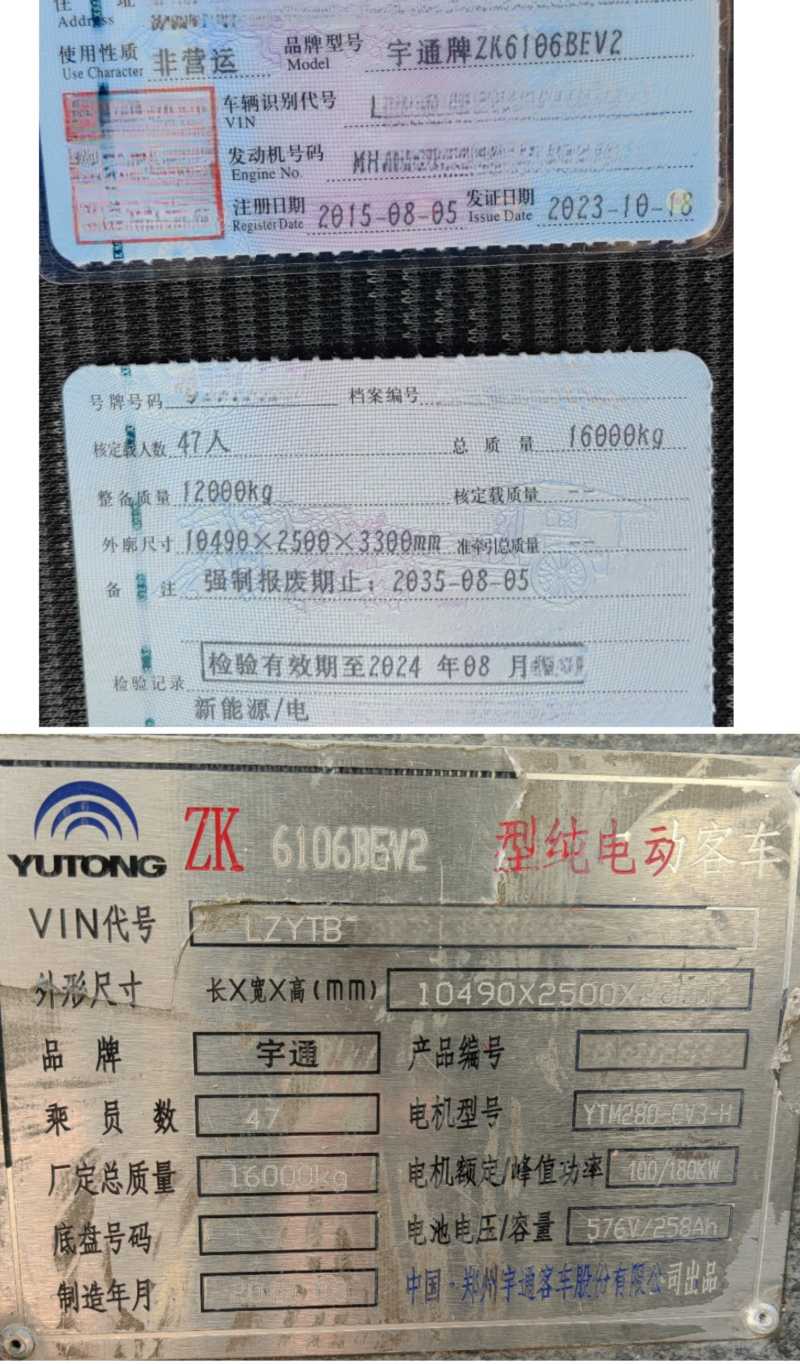 住 址
Address
使用性质 非营运 品牌型号 宇通牌ZK6106BEV2
Use Character Model
车辆识别代号 L
VIN
发动机号码 MH
Engine No.
注册日期 2015-08-05 发证日期 2023-10-18
Register Date Issue Date
号牌号码 档案编号
核定载人数 47人 总质量 16000kg
整备质量 12000kg 核定载质量 --
外廓尺寸 10490×2500×3300mm 准牵引总质量 --
备 注 强制报废期止:2035-08-05
检验有效期至2024 年08 月
检验记录
新能源/电
YUTONG ZK 6106BEV2 型纯电动客车
VIN代号 LZYTB
外形尺寸 长X宽X高(mm) 10490X2500X
品 牌 宇通 产品编号
乘 员 数 47 电机型号 YTM280-CV3-H
厂定总质量 16000kg 电机额定/峰值功率 100/180KW
底盘号码 电池电压/容量 576V/258Ah
制造年月 中国·郑州宇通客车股份有限公司出品